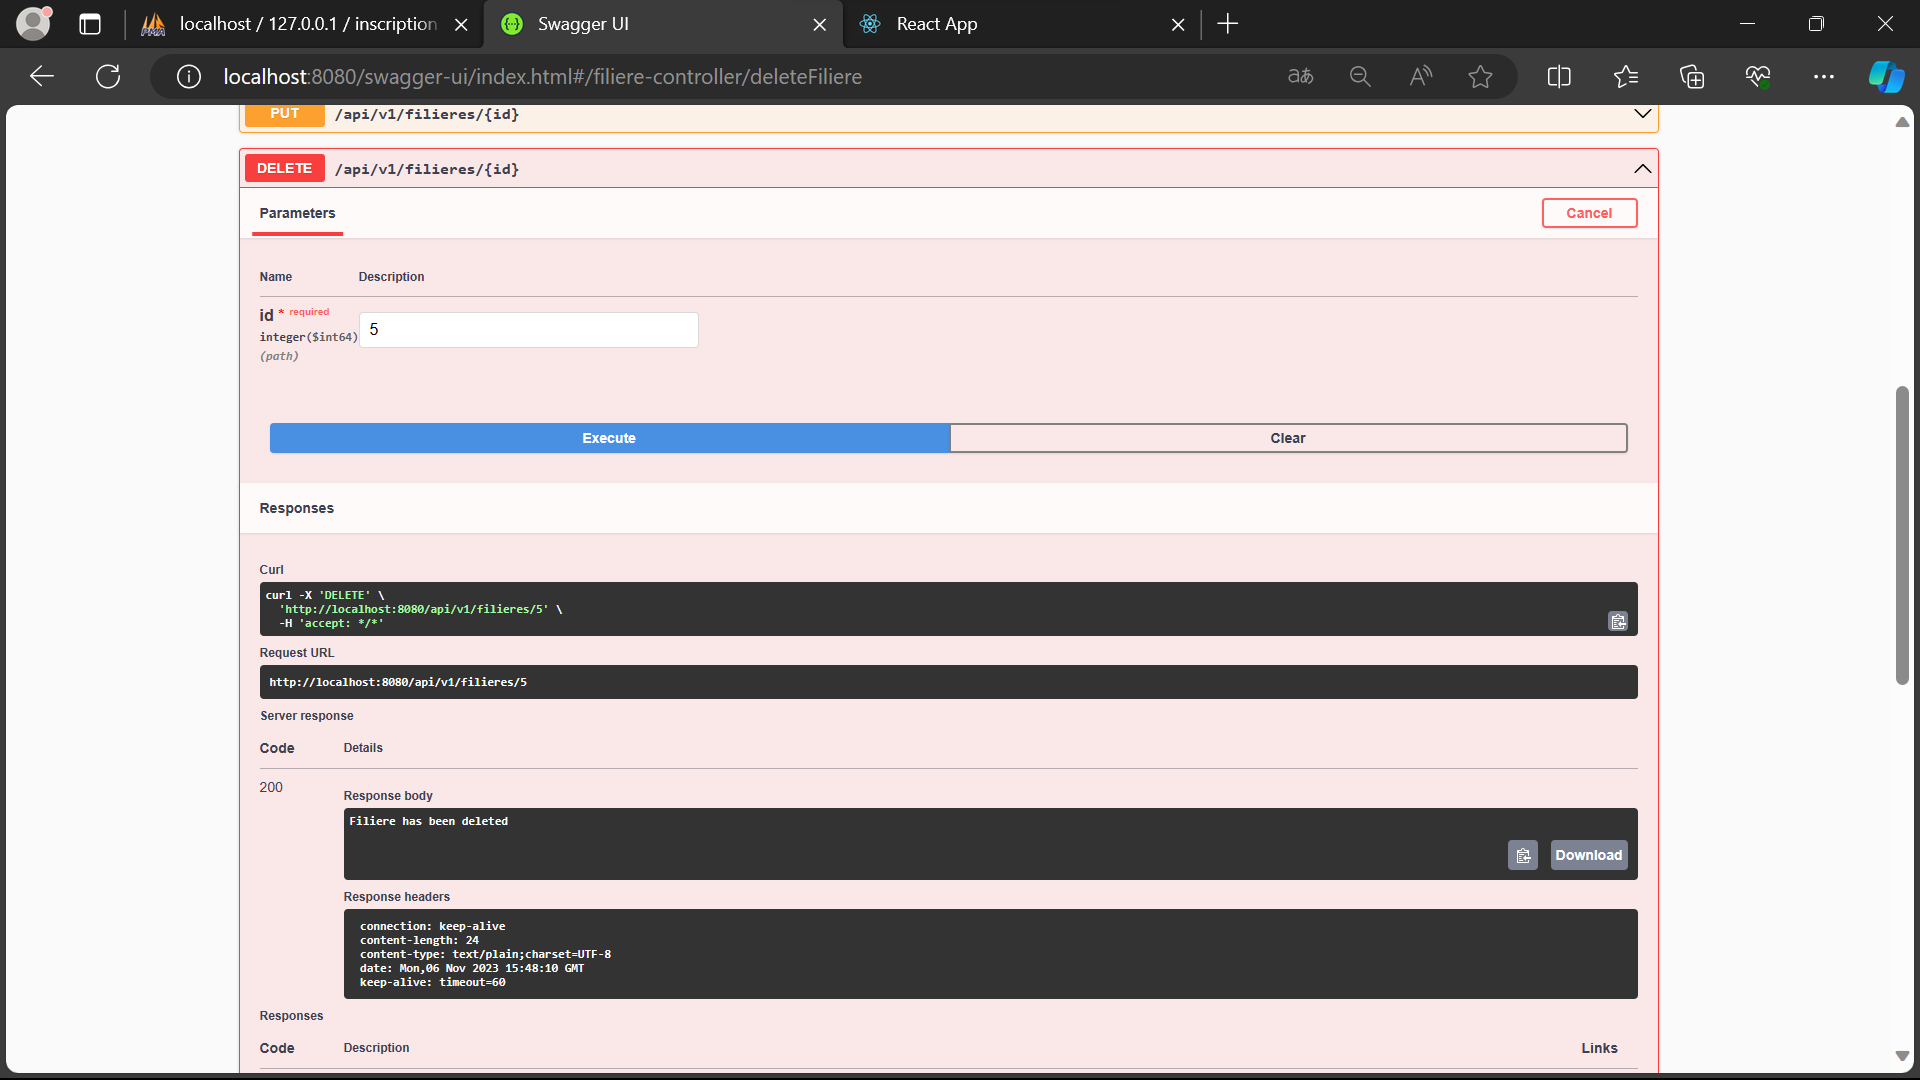 localhost / 127.0.0.1 / inscription
Swagger UI
React App
localhost:8080/swagger-ui/index.html#/filiere-controller/deleteFiliere
PUT /api/v1/filieres/{id}
DELETE /api/v1/filieres/{id}
Parameters
Cancel
Name Description
id * required
integer($int64)
(path)
5
Execute
Clear
Responses
Curl
curl -X 'DELETE' \
'http://localhost:8080/api/v1/filieres/5' \
-H 'accept: */*'
Request URL
http://localhost:8080/api/v1/filieres/5
Server response
Code Details
200
Response body
Filiere has been deleted
Download
Response headers
connection: keep-alive
content-length: 24
content-type: text/plain;charset=UTF-8
date: Mon,06 Nov 2023 15:48:10 GMT
keep-alive: timeout=60
Responses
Code Description Links